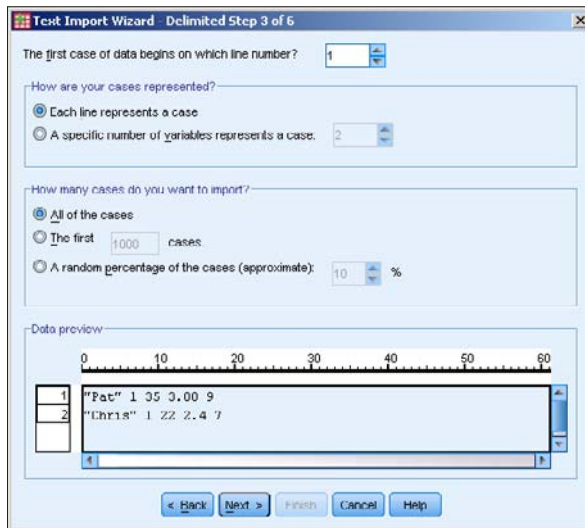 Text Import Wizard - Delimited Step 3 of 6
The first case of data begins on which line number? 1
How are your cases represented?
Each line represents a case
A specific number of variables represents a case: 2
How many cases do you want to import?
All of the cases
The first 1000 cases.
A random percentage of the cases (approximate): 10 %
Data preview
0 10 20 30 40 50 60
1 "Pat" 1 35 3.00 9
2 "Chris" 1 22 2.4 7
< Back Next > Finish Cancel Help